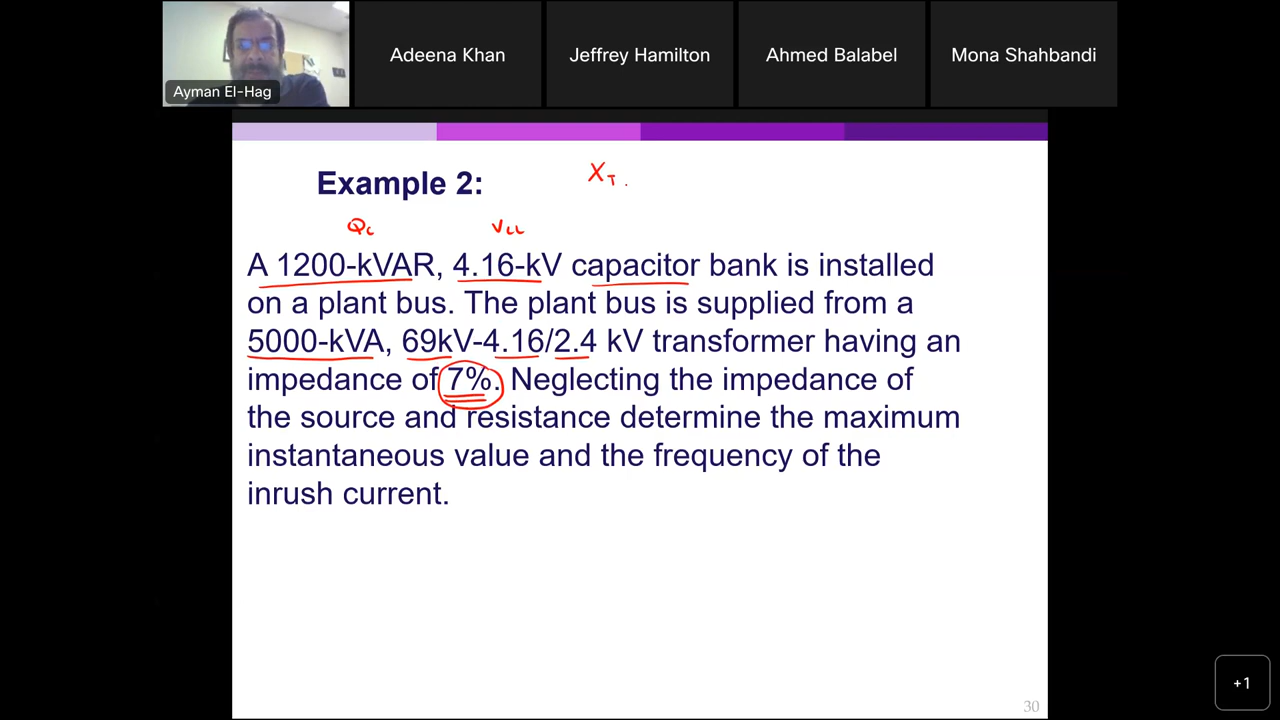 Ayman El-Hag
Adeena Khan
Jeffrey Hamilton
Ahmed Balabel
Mona Shahbandi
Example 2:
X_T.
Q_C
V_LL
A 1200-kVAR, 4.16-kV capacitor bank is installed
on a plant bus. The plant bus is supplied from a
5000-kVA, 69kV-4.16/2.4 kV transformer having an
impedance of 7%. Neglecting the impedance of
the source and resistance determine the maximum
instantaneous value and the frequency of the
inrush current.
+1
30